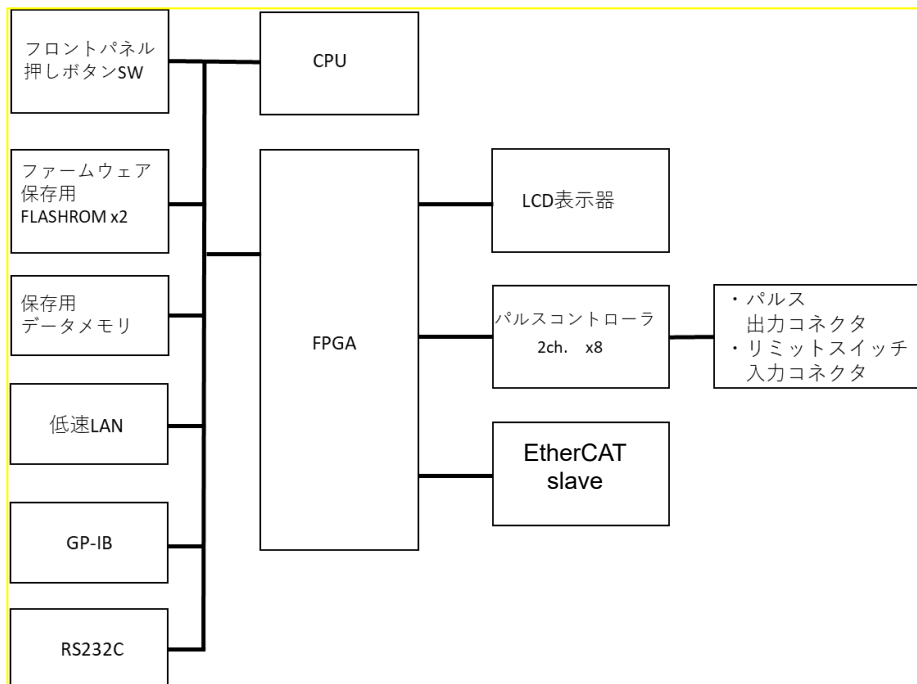 フロントパネル
押しボタンSW
CPU
ファームウェア
保存用
FLASHROM x2
保存用
データメモリ
低速LAN
GP-IB
RS232C
FPGA
LCD表示器
パルスコントローラ
2ch. x8
EtherCAT
slave
・パルス
出力コネクタ
・リミットスイッチ
入力コネクタ